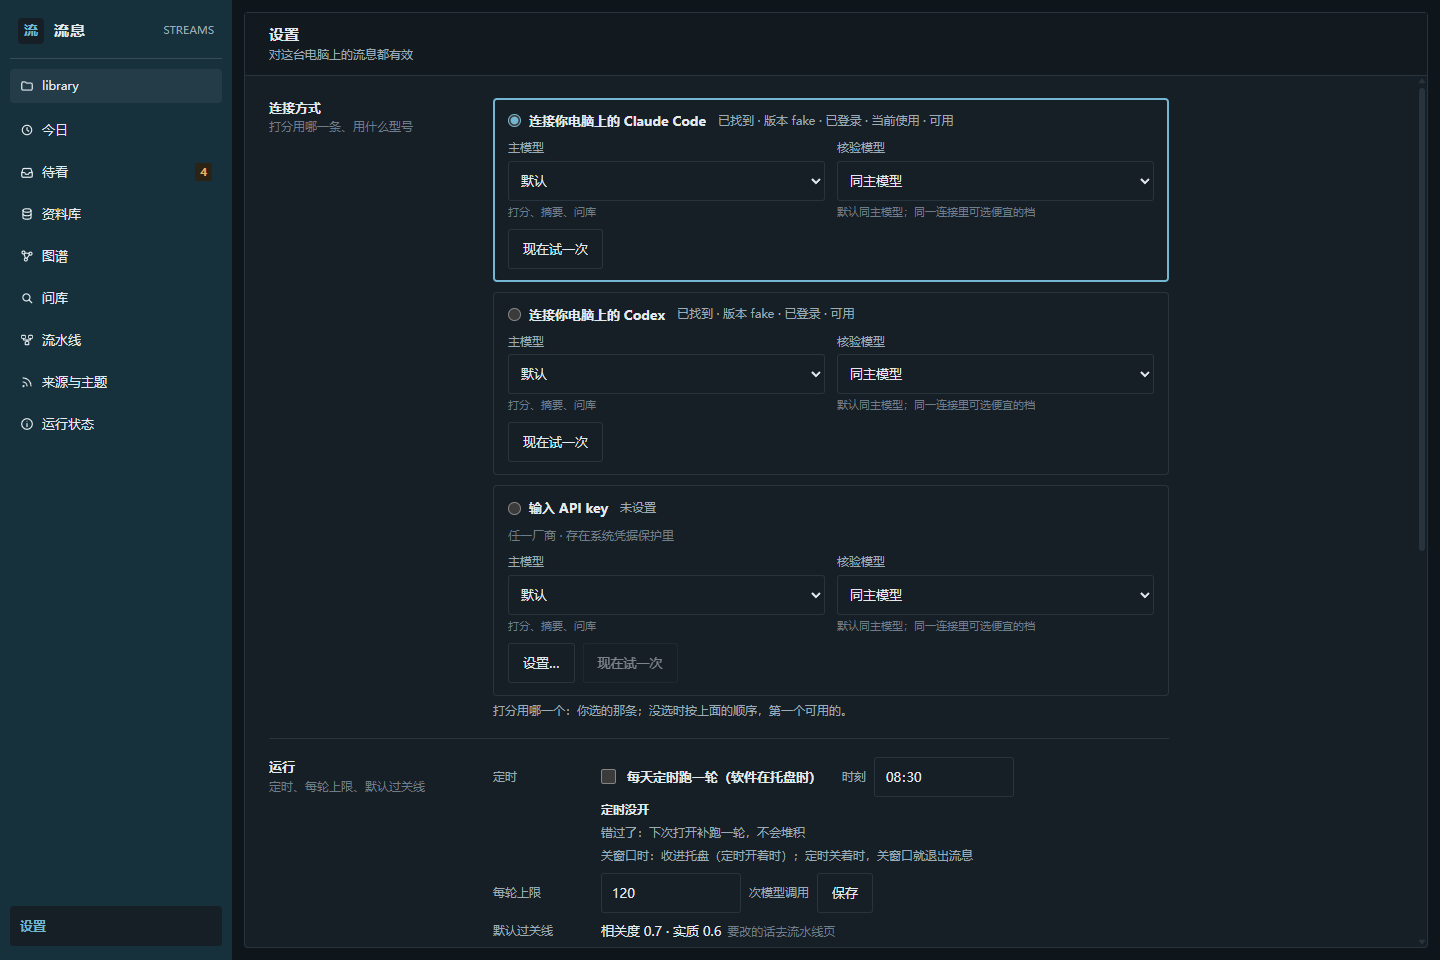 流 流息 STREAMS
library
今日
待看 4
资料库
图谱
问库
流水线
来源与主题
运行状态
设置
设置
对这台电脑上的流息都有效
连接方式
打分用哪一条、用什么型号
连接你电脑上的 Claude Code 已找到 · 版本 fake · 已登录 · 当前使用 · 可用
主模型 核验模型
默认 同主模型
打分、摘要、问库 默认同主模型；同一连接里可选便宜的档
现在试一次
连接你电脑上的 Codex 已找到 · 版本 fake · 已登录 · 可用
主模型 核验模型
默认 同主模型
打分、摘要、问库 默认同主模型；同一连接里可选便宜的档
现在试一次
输入 API key 未设置
任一厂商 · 存在系统凭据保护里
主模型 核验模型
默认 同主模型
打分、摘要、问库 默认同主模型；同一连接里可选便宜的档
设置... 现在试一次
打分用哪一个：你选的那条；没选时按上面的顺序，第一个可用的。
运行
定时、每轮上限、默认过关线
定时 每天定时跑一轮（软件在托盘时） 时刻 08:30
定时没开
错过了：下次打开补跑一轮，不会堆积
关窗口时：收进托盘（定时开着时）；定时关着时，关窗口就退出流息
每轮上限 120 次模型调用 保存
默认过关线 相关度 0.7 · 实质 0.6 要改的话去流水线页